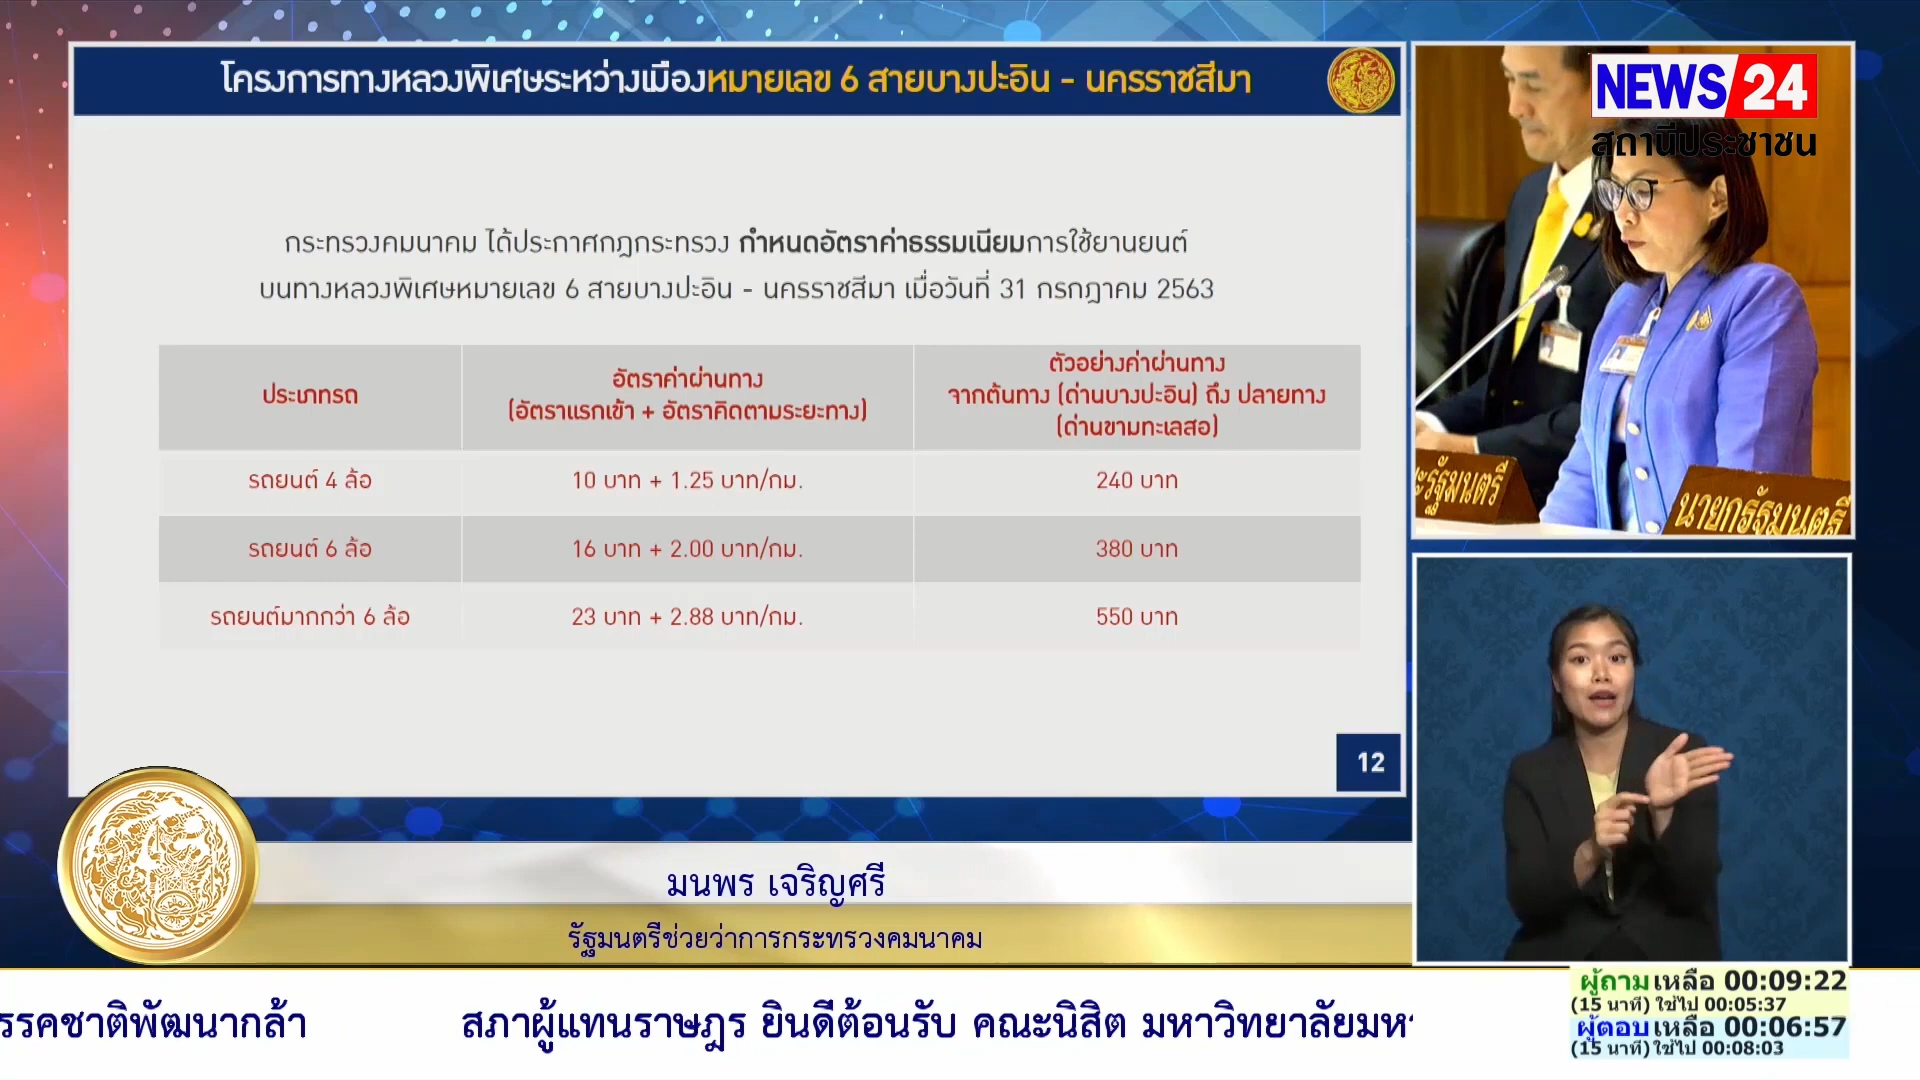 โครงการทางหลวงพิเศษระหว่างเมืองหมายเลข 6 สายบางปะอิน - นครราชสีมา
NEWS 24
สถานีประชาชน
กระทรวงคมนาคม ได้ประกาศกฎกระทรวง กำหนดอัตราค่าธรรมเนียมการใช้ยานยนต์
บนทางหลวงพิเศษหมายเลข 6 สายบางปะอิน - นครราชสีมา เมื่อวันที่ 31 กรกฎาคม 2563
ประเภทรถ
อัตราค่าผ่านทาง
(อัตราแรกเข้า + อัตราคิดตามระยะทาง)
ตัวอย่างค่าผ่านทาง
จากต้นทาง (ด่านบางปะอิน) ถึง ปลายทาง
(ด่านขามทะเลสอ)
รถยนต์ 4 ล้อ 10 บาท + 1.25 บาท/กม. 240 บาท
รถยนต์ 6 ล้อ 16 บาท + 2.00 บาท/กม. 380 บาท
รถยนต์มากกว่า 6 ล้อ 23 บาท + 2.88 บาท/กม. 550 บาท
12
ะรัฐมนตรี
นายกรัฐมนตรี
มนพร เจริญศรี
รัฐมนตรีช่วยว่าการกระทรวงคมนาคม
รรคชาติพัฒนากล้า สภาผู้แทนราษฎร ยินดีต้อนรับ คณะนิสิต มหาวิทยาลัยมหา
ผู้ถามเหลือ 00:09:22
(15 นาที) ใช้ไป 00:05:37
ผู้ตอบเหลือ 00:06:57
(15 นาที) ใช้ไป 00:08:03